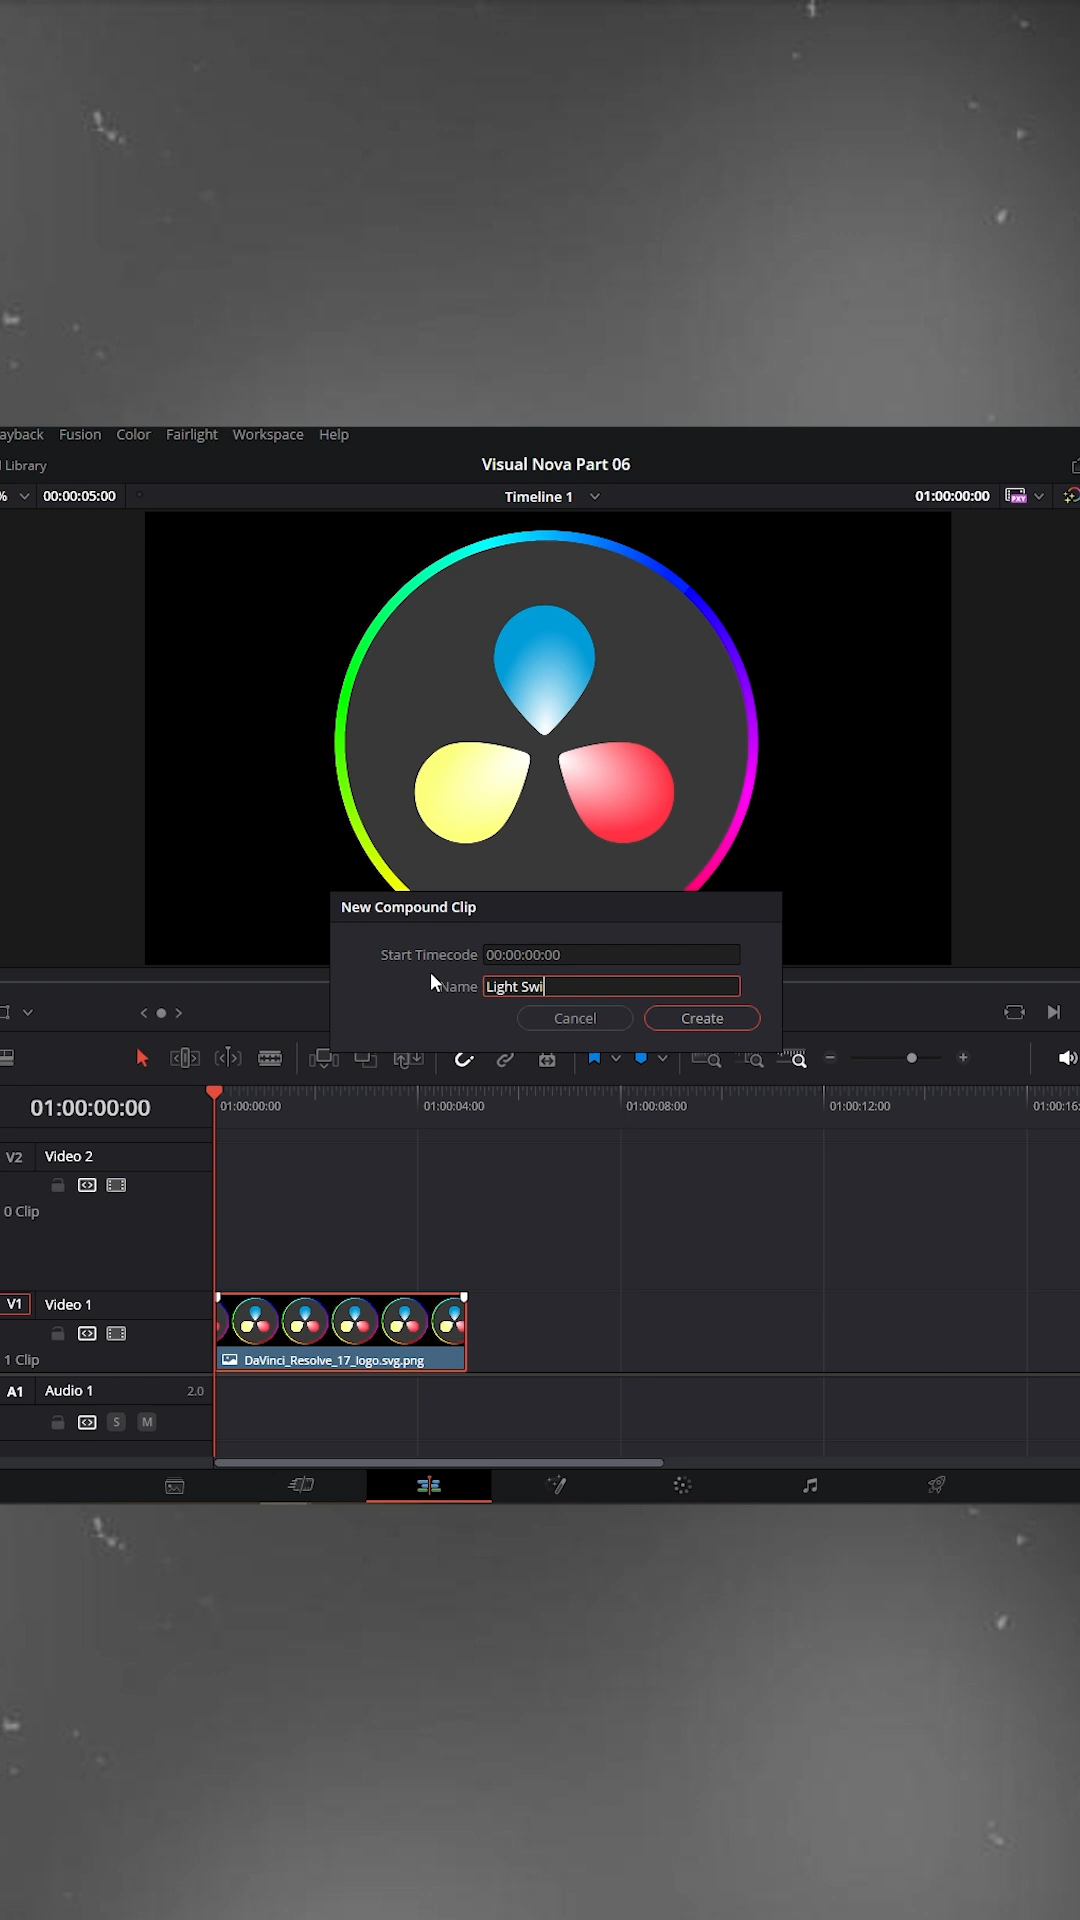 ayback Fusion Color Fairlight Workspace Help
Library
Visual Nova Part 06
% 00:00:05:00
Timeline 1
01:00:00:00
PXY
New Compound Clip
Start Timecode 00:00:00:00
Name Light Swi
Cancel Create
01:00:00:00
01:00:00:00 01:00:04:00 01:00:08:00 01:00:12:00 01:00:16:
V2 Video 2
0 Clip
V1 Video 1
1 Clip
DaVinci_Resolve_17_logo.svg.png
A1 Audio 1 2.0
S M